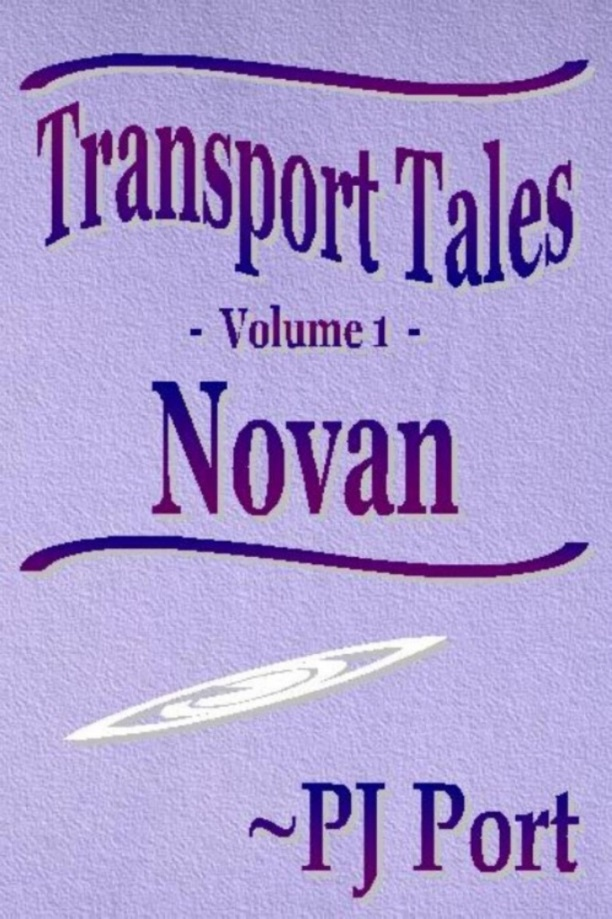 Transport Tales
- Volume 1 -
Novan
~PJ Port